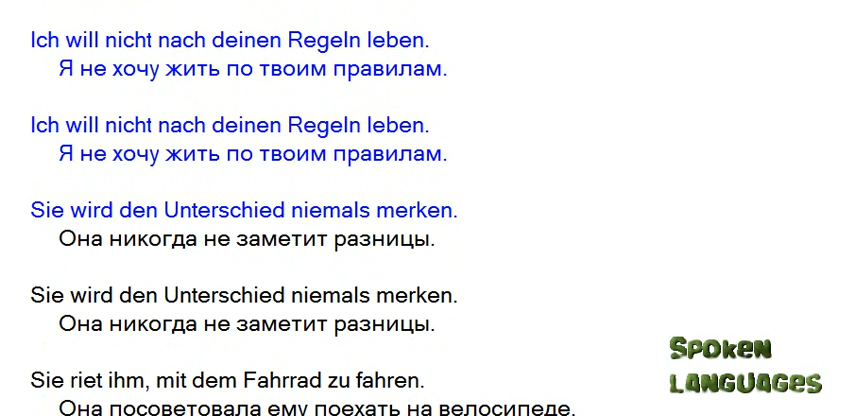 Ich will nicht nach deinen Regeln leben.
Я не хочу жить по твоим правилам.
Ich will nicht nach deinen Regeln leben.
Я не хочу жить по твоим правилам.
Sie wird den Unterschied niemals merken.
Она никогда не заметит разницы.
Sie wird den Unterschied niemals merken.
Она никогда не заметит разницы.
Sie riet ihm, mit dem Fahrrad zu fahren.
Она посоветовала ему поехать на велосипеде.
Spoken
Languages